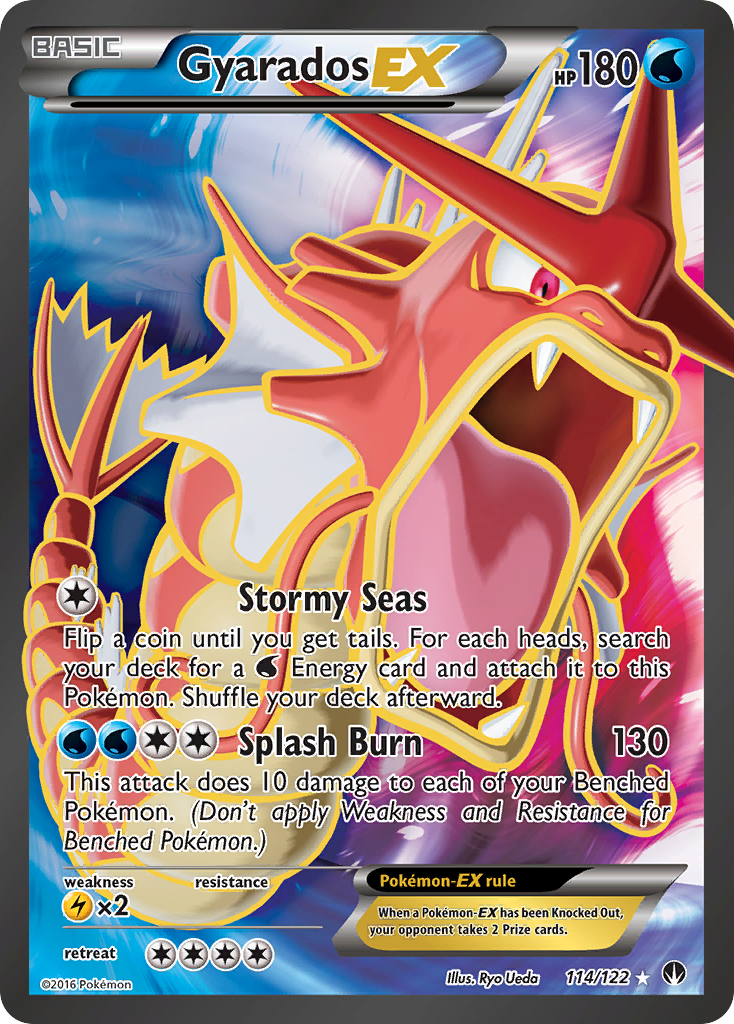 BASIC
Gyarados EX
HP 180
Stormy Seas
Flip a coin until you get tails. For each heads, search
your deck for a Energy card and attach it to this
Pokémon. Shuffle your deck afterward.
Splash Burn 130
This attack does 10 damage to each of your Benched
Pokémon. (Don't apply Weakness and Resistance for
Benched Pokémon.)
weakness resistance
×2
Pokémon-EX rule
When a Pokémon-EX has been Knocked Out,
your opponent takes 2 Prize cards.
retreat
©2016 Pokémon
Illus. Ryo Ueda 114/122